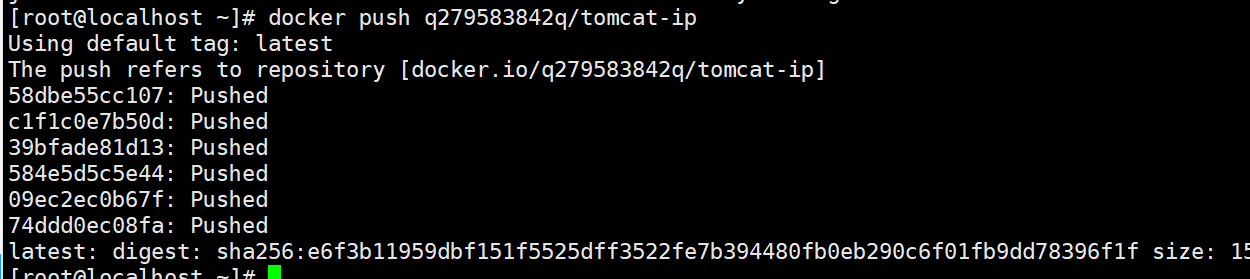 [root@localhost ~]# docker push q279583842q/tomcat-ip
Using default tag: latest
The push refers to repository [docker.io/q279583842q/tomcat-ip]
58dbe55cc107: Pushed
c1f1c0e7b50d: Pushed
39bfade81d13: Pushed
584e5d5c5e44: Pushed
09ec2ec0b67f: Pushed
74ddd0ec08fa: Pushed
latest: digest: sha256:e6f3b11959dbf151f5525dff3522fe7b394480fb0eb290c6f01fb9dd78396f1f size: 15
[root@localhost ~]#